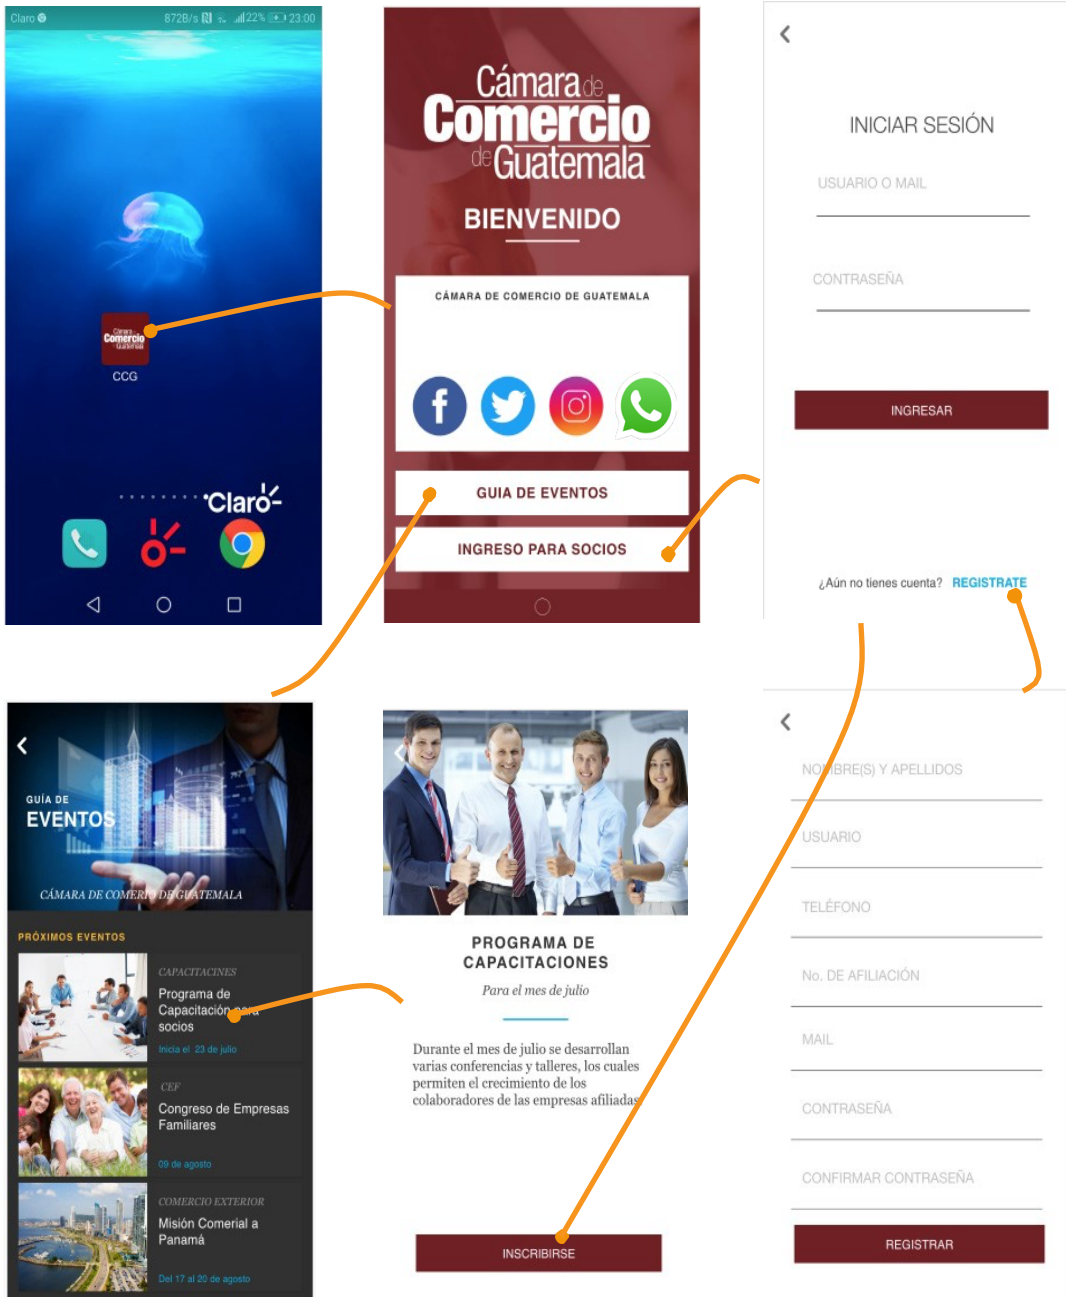 Claro
872B/s 22% 23:00
Cámara de
Comercio
de Guatemala
CCG
Claro
Cámara de
Comercio
de Guatemala
BIENVENIDO
CÁMARA DE COMERCIO DE GUATEMALA
GUIA DE EVENTOS
INGRESO PARA SOCIOS
INICIAR SESIÓN
USUARIO O MAIL
CONTRASEÑA
INGRESAR
¿Aún no tienes cuenta? REGISTRATE
GUÍA DE
EVENTOS
CÁMARA DE COMERIO DE GUATEMALA
PRÓXIMOS EVENTOS
CAPACITACINES
Programa de
Capacitación para
socios
Inicia el 23 de julio
CEF
Congreso de Empresas
Familiares
09 de agosto
COMERCIO EXTERIOR
Misión Comerial a
Panamá
Del 17 al 20 de agosto
PROGRAMA DE
CAPACITACIONES
Para el mes de julio
Durante el mes de julio se desarrollan
varias conferencias y talleres, los cuales
permiten el crecimiento de los
colaboradores de las empresas afiliadas
INSCRIBIRSE
NOMBRE(S) Y APELLIDOS
USUARIO
TELÉFONO
No. DE AFILIACIÓN
MAIL
CONTRASEÑA
CONFIRMAR CONTRASEÑA
REGISTRAR